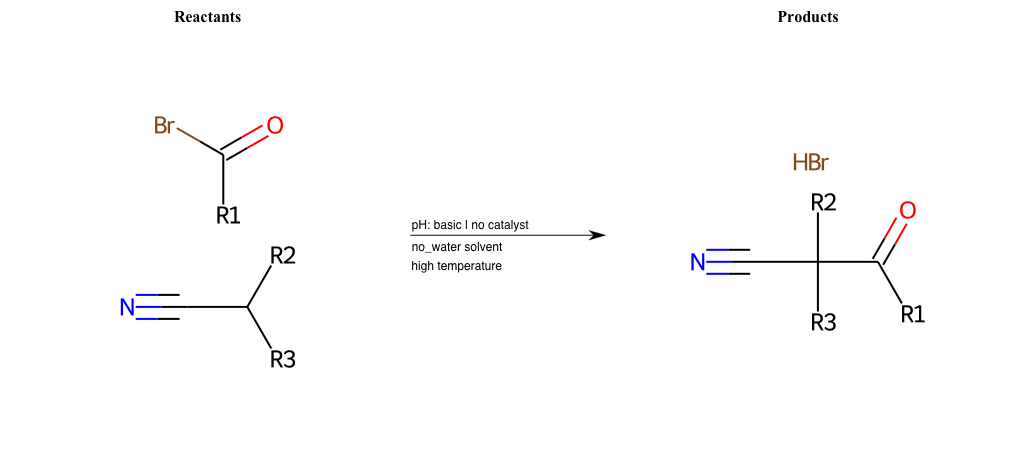 Reactants
Products
Br
O
R1
R2
N
R3
pH: basic | no catalyst
no_water solvent
high temperature
HBr
R2
O
N
R3
R1